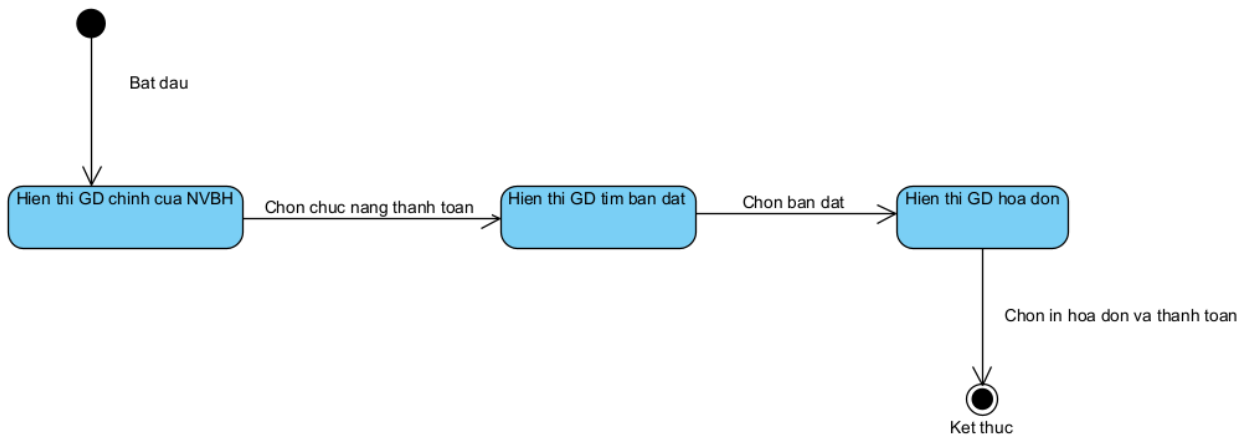 Bat dau
Hien thi GD chinh cua NVBH
Chon chuc nang thanh toan
Hien thi GD tim ban dat
Chon ban dat
Hien thi GD hoa don
Chon in hoa don va thanh toan
Ket thuc